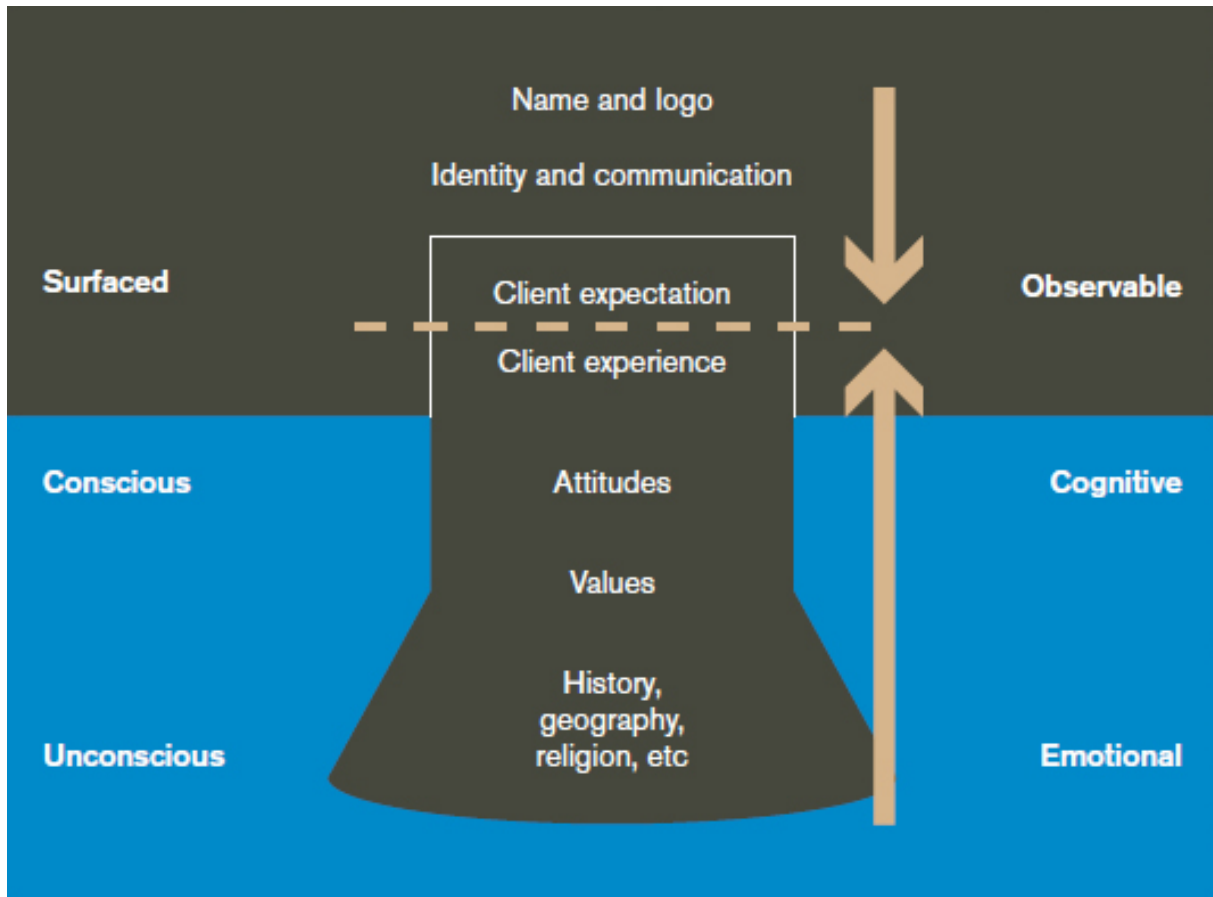 Name and logo
Identity and communication
Surfaced
Client expectation
Observable
Client experience
Conscious
Attitudes
Cognitive
Values
History,
geography,
religion, etc
Unconscious
Emotional